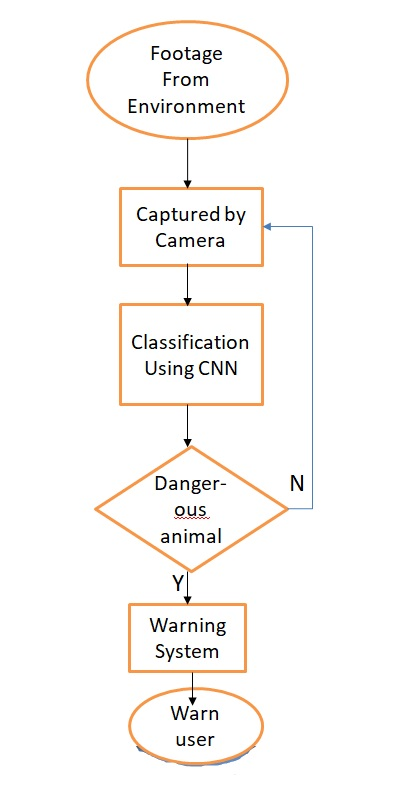 Footage
From
Environment
Captured by
Camera
Classification
Using CNN
Danger-
ous
animal
N
Y
Warning
System
Warn
user